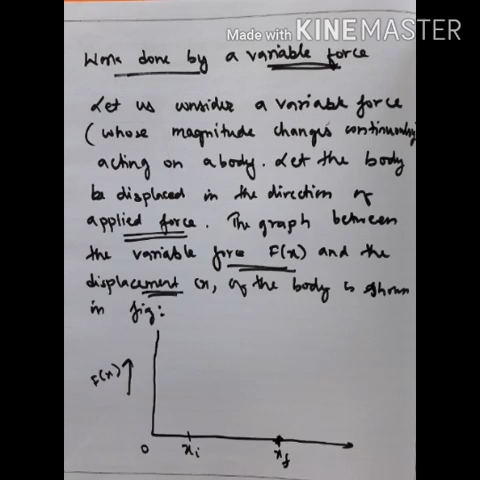 Made with KINEMASTER
Work done by a variable force
Let us consider a variable force
( whose magnitude changes continuously
acting on a body. Let the body
be displaced in the direction of
applied force. The graph between
the variable force F(x) and the
displacement (x, of the body is shown
in fig:
F(x)
0 xi xf